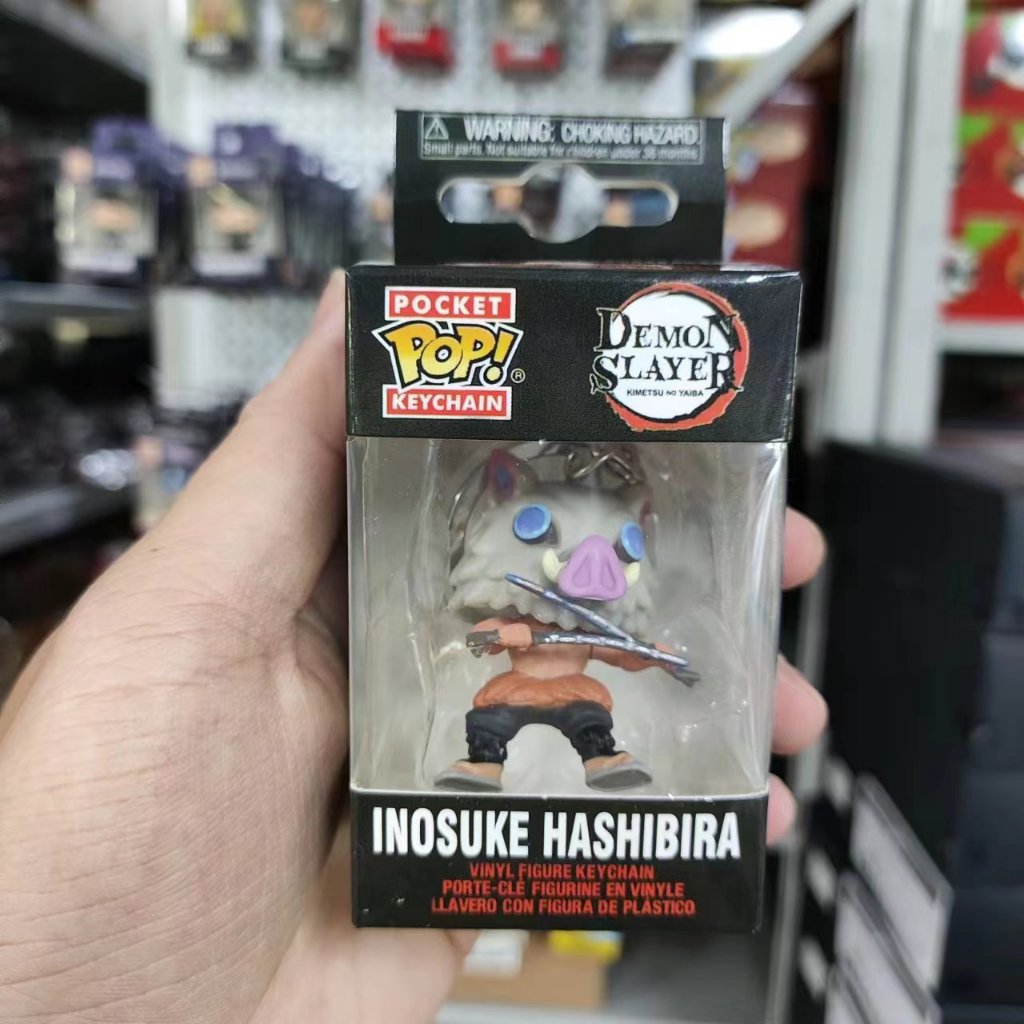 WARNING: CHOKING HAZARD.
Small parts. Not suitable for children under 36 months
POCKET
POP!®
KEYCHAIN
DEMON
SLAYER
KIMETSU NO YAIBA
INOSUKE HASHIBIRA
VINYL FIGURE KEYCHAIN
PORTE-CLÉ FIGURINE EN VINYLE
LLAVERO CON FIGURA DE PLÁSTICO